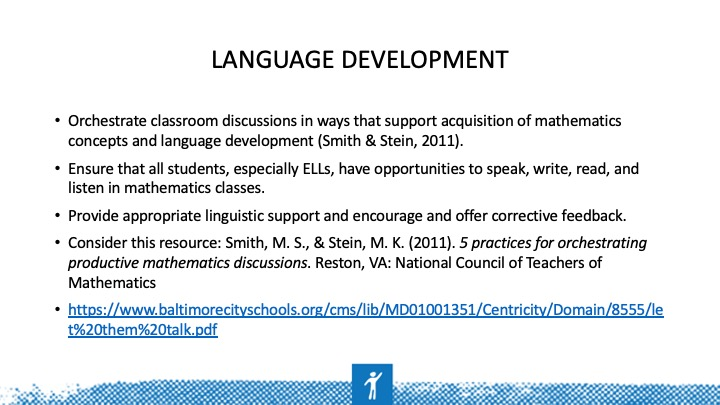 LANGUAGE DEVELOPMENT
• Orchestrate classroom discussions in ways that support acquisition of mathematics
concepts and language development (Smith & Stein, 2011).
• Ensure that all students, especially ELLs, have opportunities to speak, write, read, and
listen in mathematics classes.
• Provide appropriate linguistic support and encourage and offer corrective feedback.
• Consider this resource: Smith, M. S., & Stein, M. K. (2011). 5 practices for orchestrating
productive mathematics discussions. Reston, VA: National Council of Teachers of
Mathematics
• https://www.baltimorecityschools.org/cms/lib/MD01001351/Centricity/Domain/8555/le
t%20them%20talk.pdf